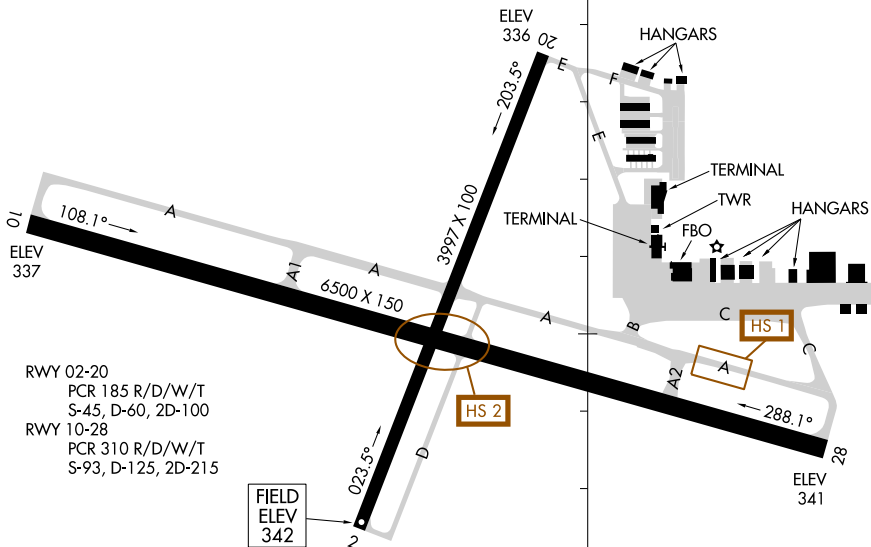 ELEV
336
20
HANGARS
E
F
203.5°
E
TERMINAL
TWR
TERMINAL
FBO
HANGARS
A
108.1°
10
ELEV
337
3997 X 100
A1
A
6500 X 150
A
B
C
HS 1
C
A
A2
288.1°
28
ELEV
341
HS 2
D
RWY 02-20
PCR 185 R/D/W/T
S-45, D-60, 2D-100
RWY 10-28
PCR 310 R/D/W/T
S-93, D-125, 2D-215
023.5°
FIELD
ELEV
342
2